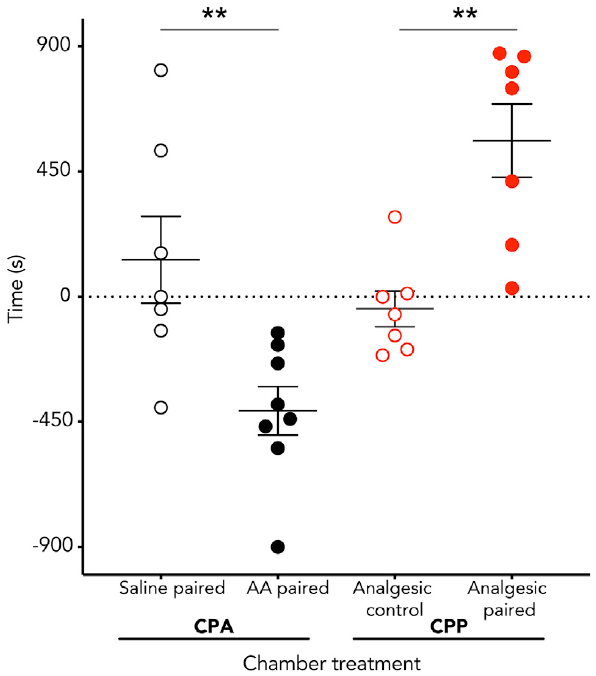 ** **
900
450
0
-450
-900
Time (s)
Saline paired AA paired Analgesic control Analgesic paired
CPA CPP
Chamber treatment